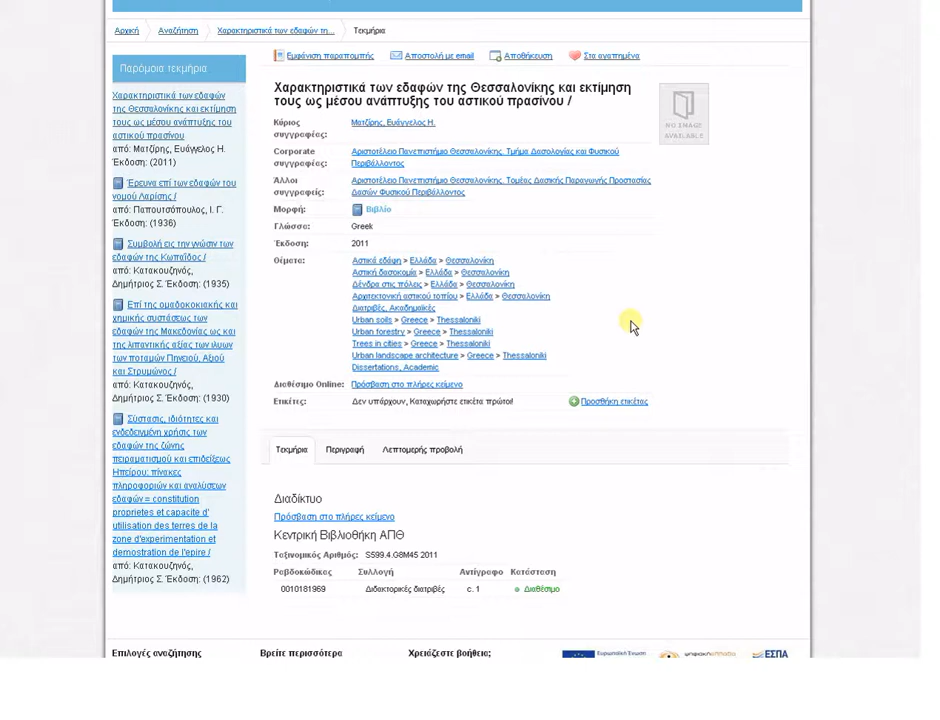 Αρχική
Αναζήτηση
Χαρακτηριστικά των εδαφών τη...
Τεκμήρια
Παρόμοια τεκμήρια
Χαρακτηριστικά των εδαφών
της Θεσσαλονίκης και εκτίμηση
τους ως μέσου ανάπτυξης του
αστικού πρασίνου
από: Ματζίρης, Ευάγγελος Η.
Έκδοση: (2011)
Έρευνα επί των εδαφών του
νομού Λαρίσης /
από: Παπουτσόπουλος, Ι. Γ.
Έκδοση: (1936)
Συμβολή εις την γνώσιν των
εδαφών της Κωπαΐδος /
από: Κατακουζηνός,
Δημήτριος Σ. Έκδοση: (1935)
Επί της ομαδοκοκιακής και
χημικής συστάσεως των
εδαφών της Μακεδονίας ως και
της λιπαντικής αξίας των ιλυων
των ποταμών Πηνειού, Αξιού
και Στρυμώνος /
από: Κατακουζηνός,
Δημήτριος Σ. Έκδοση: (1930)
Σύστασις, ιδιότητες και
ενδεδειγμένη χρήσις των
εδαφών της ζώνης
πειραματισμού και επιδείξεως
Ηπείρου: πίνακες
πληροφοριών και αναλύσεων
εδαφών = constitution
proprietes et capacite d'
utilisation des terres de la
zone d'experimentation et
demostration de l'epire /
από: Κατακουζηνός,
Δημήτριος Σ. Έκδοση: (1962)
Εμφάνιση παραπομπής
Αποστολή με email
Αποθήκευση
Στα αγαπημένα
Χαρακτηριστικά των εδαφών της Θεσσαλονίκης και εκτίμηση
τους ως μέσου ανάπτυξης του αστικού πρασίνου /
NO IMAGE
AVAILABLE
Κύριος συγγραφέας: Ματζίρης, Ευάγγελος Η.
Corporate συγγραφέας: Αριστοτέλειο Πανεπιστήμιο Θεσσαλονίκης. Τμήμα Δασολογίας και Φυσικού
Περιβάλλοντος
Άλλοι συγγραφείς: Αριστοτέλειο Πανεπιστήμιο Θεσσαλονίκης. Τομέας Δασικής Παραγωγής Προστασίας
Δασών Φυσικού Περιβάλλοντος
Μορφή: Βιβλίο
Γλώσσα: Greek
Έκδοση: 2011
Θέματα: Αστικά εδάφη > Ελλάδα > Θεσσαλονίκη
Αστική δασοκομία > Ελλάδα > Θεσσαλονίκη
Δένδρα στις πόλεις > Ελλάδα > Θεσσαλονίκη
Αρχιτεκτονική αστικού τοπίου > Ελλάδα > Θεσσαλονίκη
Διατριβές, Ακαδημαϊκές
Urban soils > Greece > Thessaloniki
Urban forestry > Greece > Thessaloniki
Trees in cities > Greece > Thessaloniki
Urban landscape architecture > Greece > Thessaloniki
Dissertations, Academic
Διαθέσιμο Online: Πρόσβαση στο πλήρες κείμενο
Ετικέτες: Δεν υπάρχουν, Καταχωρήστε ετικέτα πρώτοι! Προσθήκη ετικέτας
Τεκμήρια
Περιγραφή
Λεπτομερής προβολή
Διαδίκτυο
Πρόσβαση στο πλήρες κείμενο
Κεντρική Βιβλιοθήκη ΑΠΘ
Ταξινομικός Αριθμός: S599.4.G8M45 2011
Ραβδοκώδικας Συλλογή Αντίγραφο Κατάσταση
0010181969 Διδακτορικές διατριβές c. 1 Διαθέσιμο
Επιλογές αναζήτησης
Βρείτε περισσότερα
Χρειάζεστε βοήθεια;
Ευρωπαϊκή Ένωση
ψηφιακήελλάδα
ΕΣΠΑ